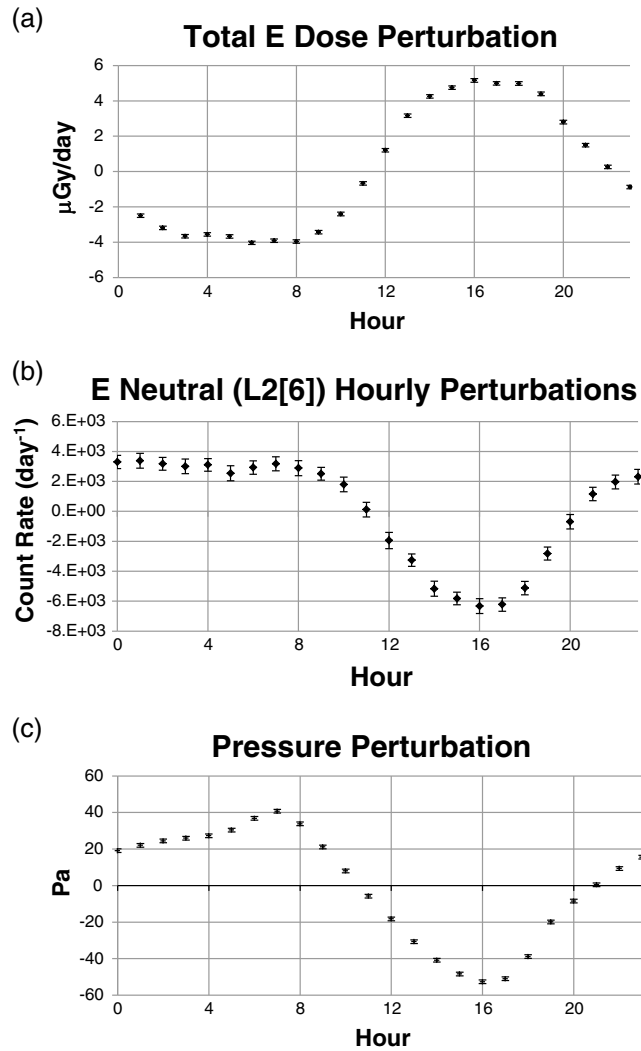 (a)
Total E Dose Perturbation
6
4
2
0
-2
-4
-6
μGy/day
0 4 8 12 16 20
Hour
(b)
E Neutral (L2[6]) Hourly Perturbations
6.E+03
4.E+03
2.E+03
0.E+00
-2.E+03
-4.E+03
-6.E+03
-8.E+03
Count Rate (day-1)
0 4 8 12 16 20
Hour
(c)
Pressure Perturbation
60
40
20
0
-20
-40
-60
Pa
0 4 8 12 16 20
Hour